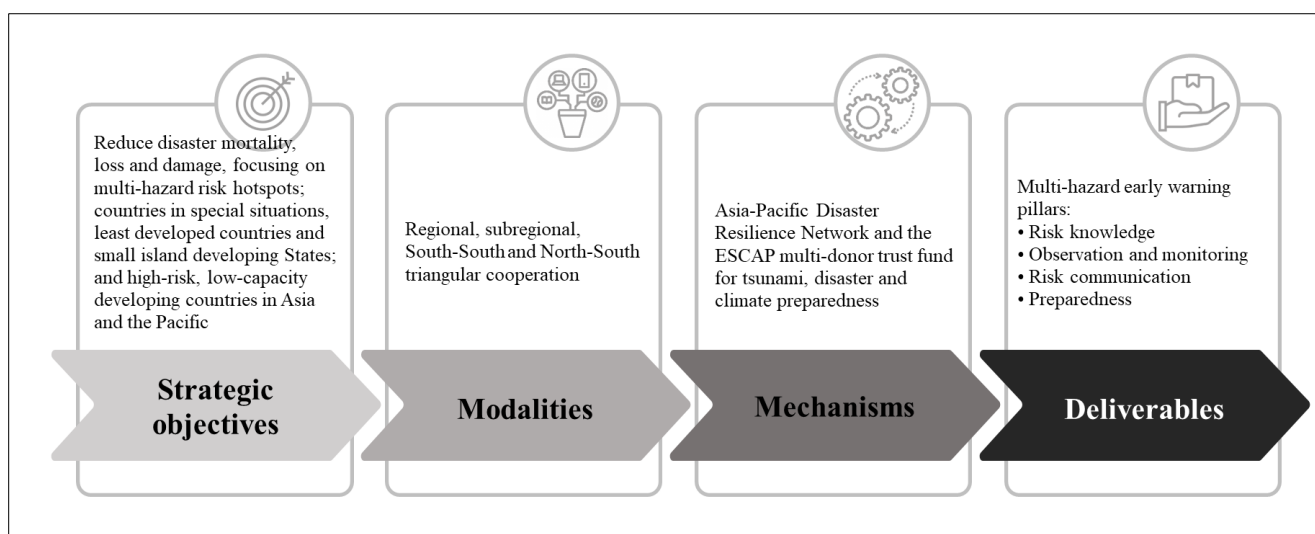 Reduce disaster mortality,
loss and damage, focusing on
multi-hazard risk hotspots;
countries in special situations,
least developed countries and
small island developing States;
and high-risk, low-capacity
developing countries in Asia
and the Pacific
Strategic
objectives
Regional, subregional,
South-South and North-South
triangular cooperation
Modalities
Asia-Pacific Disaster
Resilience Network and the
ESCAP multi-donor trust fund
for tsunami, disaster and
climate preparedness
Mechanisms
Multi-hazard early warning
pillars:
• Risk knowledge
• Observation and monitoring
• Risk communication
• Preparedness
Deliverables